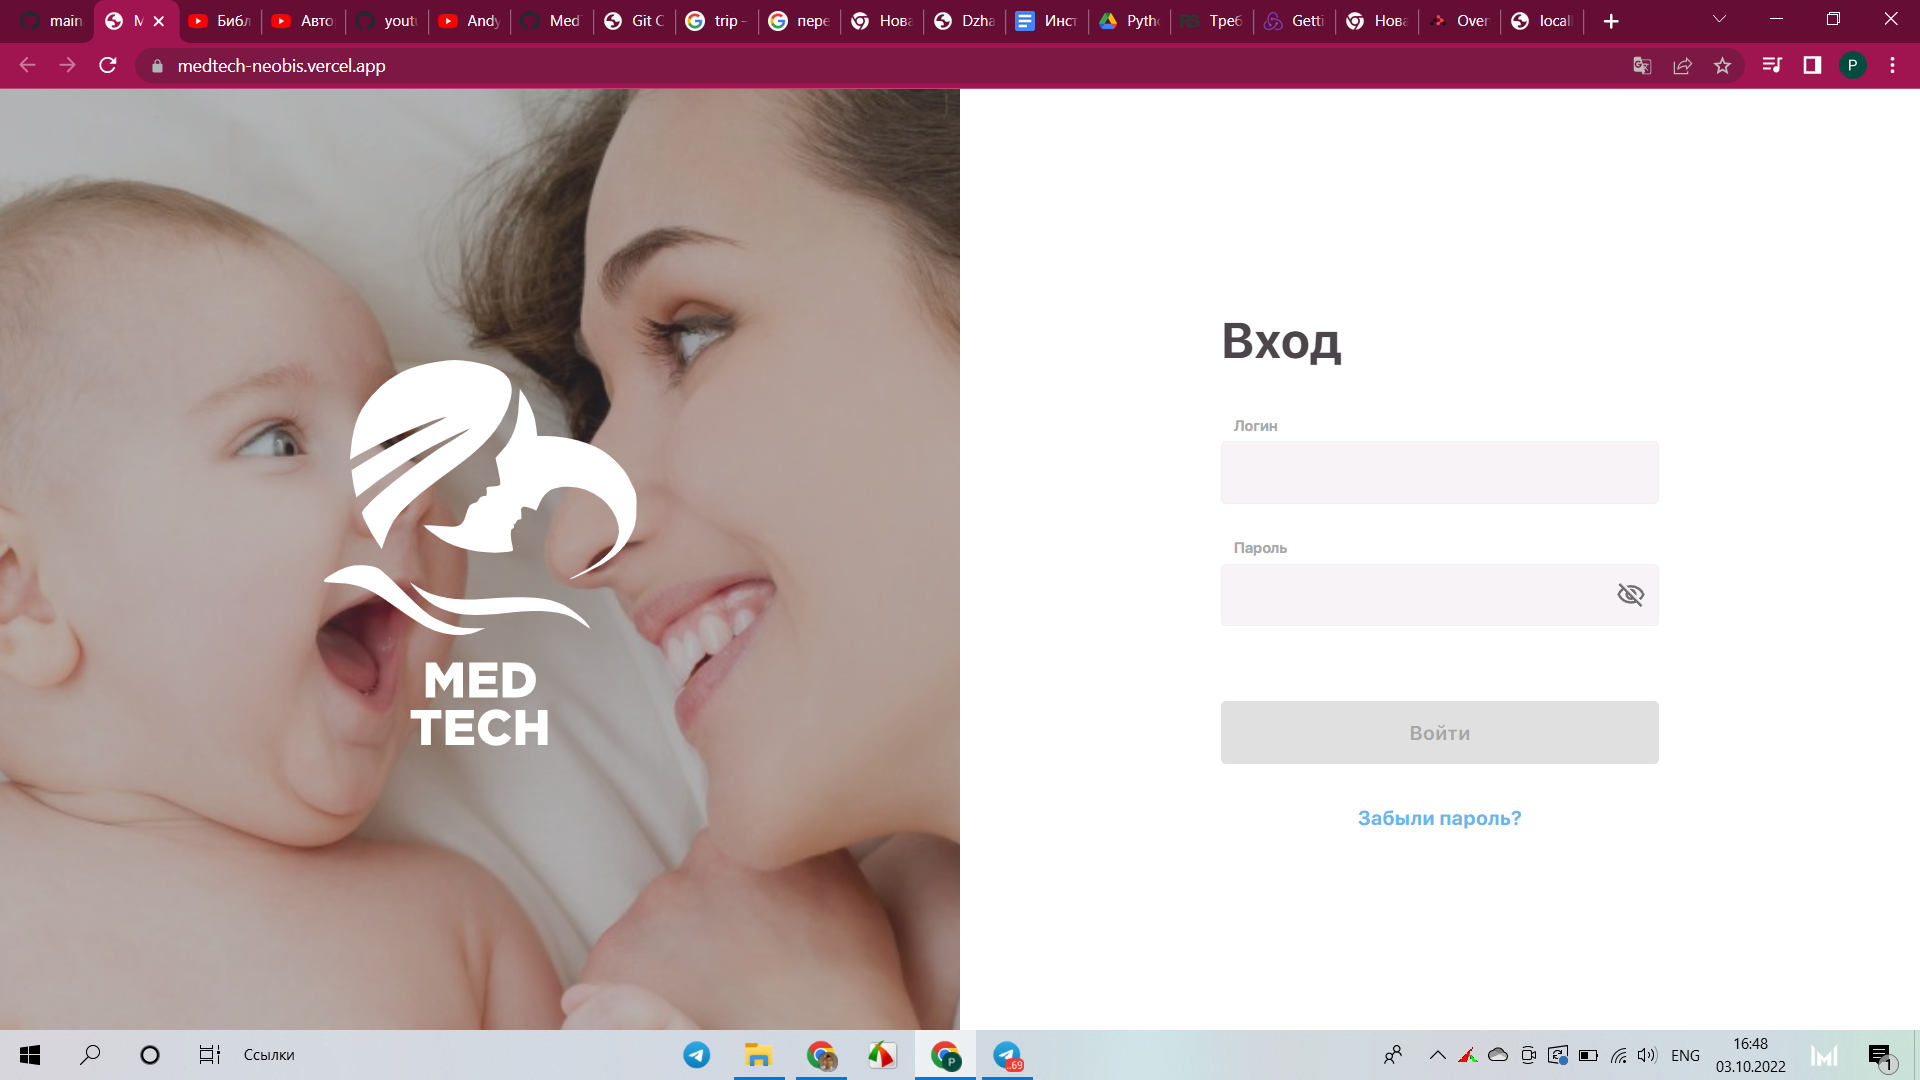 main
M
Библ
Авто
yout
Andy
Med
Git C
trip -
пере
Нова
Dzha
Инст
Pytho
RS Треб
Getti
Нова
Over
local
medtech-neobis.vercel.app
P
Вход
Логин
Пароль
MED
TECH
Войти
Забыли пароль?
Ссылки
P
..69
ENG
16:48
03.10.2022
1